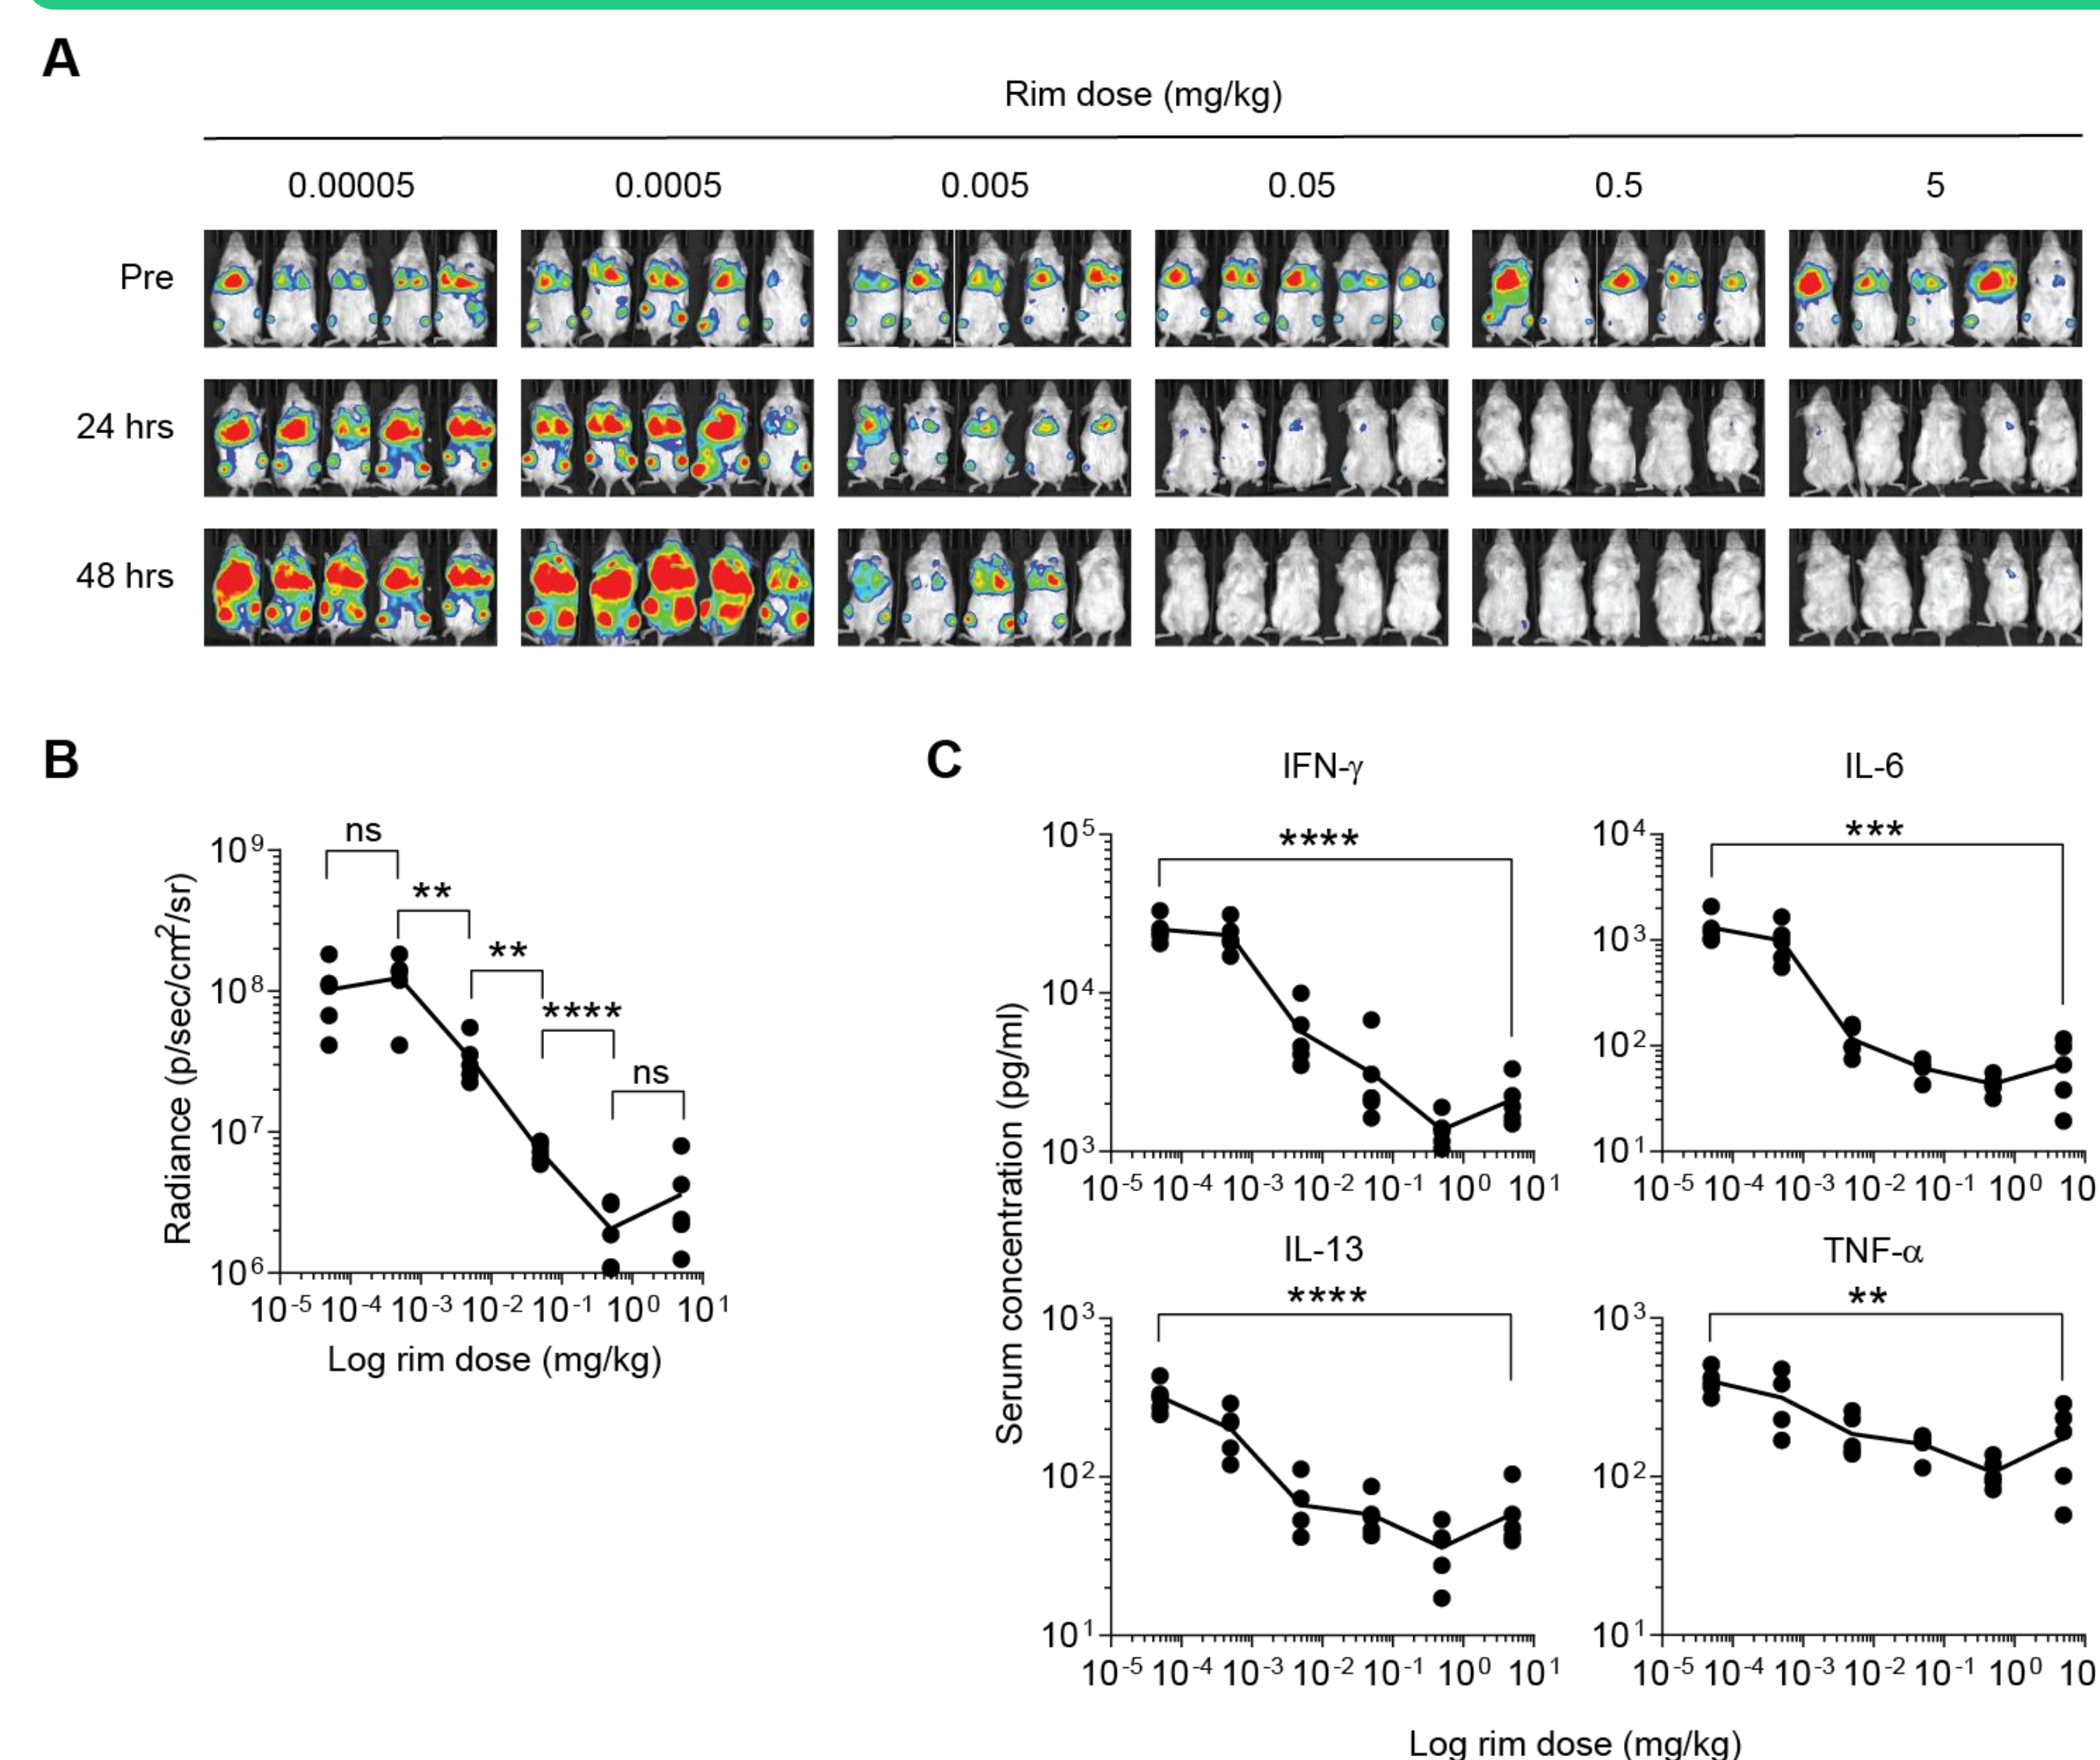 A
Rim dose (mg/kg)
0.00005 0.0005 0.005 0.05 0.5 5
Pre
24 hrs
48 hrs
B
ns
**
**
****
ns
10⁹
10⁸
10⁷
10⁶
Radiance (p/sec/cm²/sr)
10⁻⁵ 10⁻⁴ 10⁻³ 10⁻² 10⁻¹ 10⁰ 10¹
Log rim dose (mg/kg)
C
Serum concentration (pg/ml)
IFN-γ
****
10⁵
10⁴
10³
10⁻⁵ 10⁻⁴ 10⁻³ 10⁻² 10⁻¹ 10⁰ 10¹
IL-6
***
10⁴
10³
10²
10¹
10⁻⁵ 10⁻⁴ 10⁻³ 10⁻² 10⁻¹ 10⁰ 10
IL-13
****
10³
10²
10¹
10⁻⁵ 10⁻⁴ 10⁻³ 10⁻² 10⁻¹ 10⁰ 10¹
TNF-α
**
10³
10²
10¹
10⁻⁵ 10⁻⁴ 10⁻³ 10⁻² 10⁻¹ 10⁰ 10
Log rim dose (mg/kg)